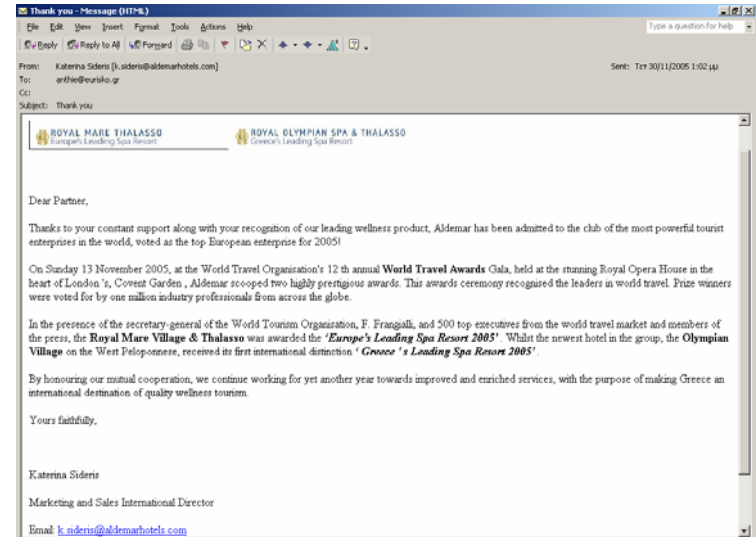 Thank you - Message (HTML)
File Edit View Insert Format Tools Actions Help
Type a question for help
Reply Reply to All Forward
From: Katerina Sideris [k.sideris@aldemarhotels.com] Sent: Τετ 30/11/2005 1:02 μμ
To: anthie@eurisko.gr
Cc:
Subject: Thank you
ROYAL MARE THALASSO ROYAL OLYMPIAN SPA & THALASSO
Europe's Leading Spa Resort Greece's Leading Spa Resort
Dear Partner,
Thanks to your constant support along with your recognition of our leading wellness product, Aldemar has been admitted to the club of the most powerful tourist
enterprises in the world, voted as the top European enterprise for 2005!
On Sunday 13 November 2005, at the World Travel Organisation's 12 th annual World Travel Awards Gala, held at the stunning Royal Opera House in the
heart of London 's, Covent Garden , Aldemar scooped two highly prestigious awards. This awards ceremony recognised the leaders in world travel. Prize winners
were voted for by one million industry professionals from across the globe.
In the presence of the secretary-general of the World Tourism Organisation, F. Frangialli, and 500 top executives from the world travel market and members of
the press, the Royal Mare Village & Thalasso was awarded the 'Europe's Leading Spa Resort 2005' . Whilst the newest hotel in the group, the Olympian
Village on the West Peloponnese, received its first international distinction ' Greece 's Leading Spa Resort 2005' .
By honouring our mutual cooperation, we continue working for yet another year towards improved and enriched services, with the purpose of making Greece an
international destination of quality wellness tourism.
Yours faithfully,
Katerina Sideris
Marketing and Sales International Director
Email: k.sideris@aldemarhotels.com